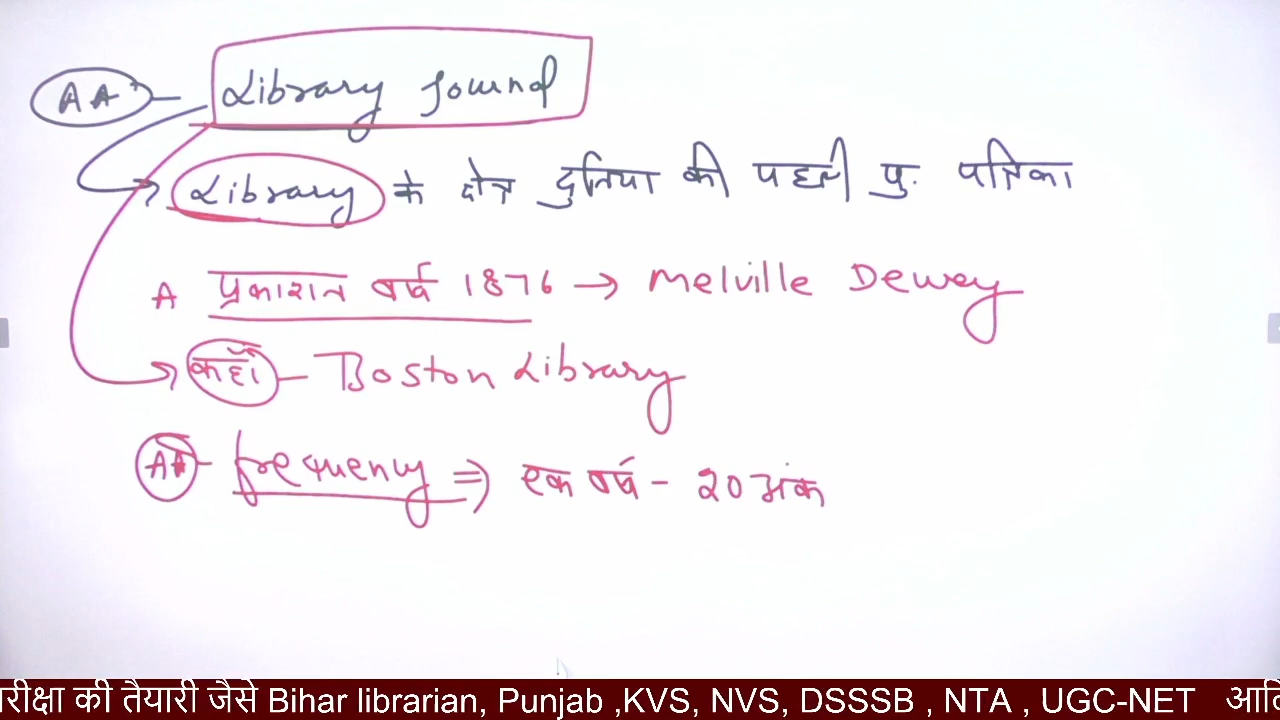 AA - Library Journal
Library के क्षेत्र दुनिया की पहली पु. पत्रिका
A प्रकाशन वर्ष 1876 → Melville Dewey
कहाँ - Boston Library
AA - frequency ⇒ एक वर्ष - 20 अंक
रीक्षा की तैयारी जैसे Bihar librarian, Punjab ,KVS, NVS, DSSSB , NTA , UGC-NET